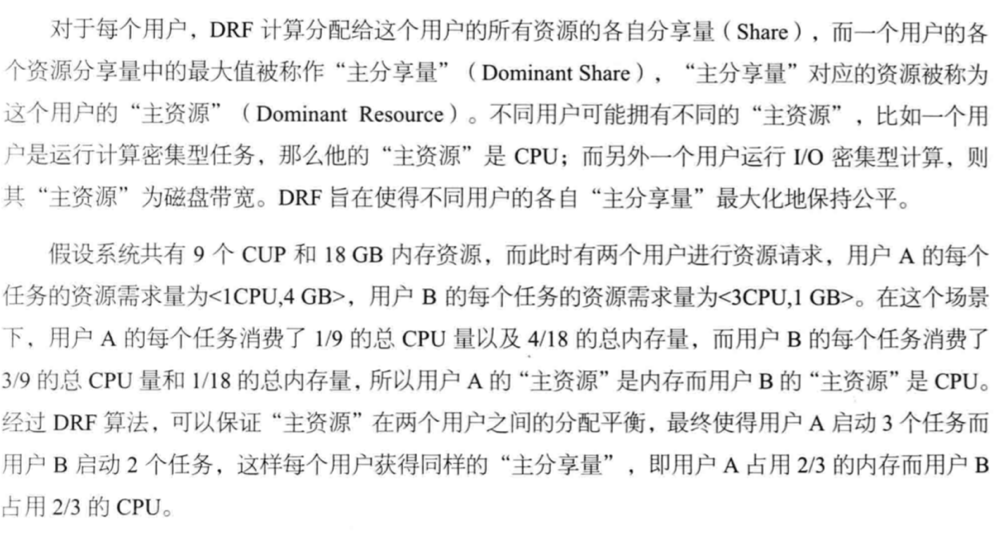 对于每个用户，DRF 计算分配给这个用户的所有资源的各自分享量（Share），而一个用户的各
个资源分享量中的最大值被称作“主分享量”（Dominant Share），“主分享量”对应的资源被称为
这个用户的“主资源”（Dominant Resource）。不同用户可能拥有不同的“主资源”，比如一个用
户是运行计算密集型任务，那么他的“主资源”是 CPU；而另外一个用户运行 I/O 密集型计算，则
其“主资源”为磁盘带宽。DRF 旨在使得不同用户的各自“主分享量”最大化地保持公平。
假设系统共有 9 个 CUP 和 18 GB 内存资源，而此时有两个用户进行资源请求，用户 A 的每个
任务的资源需求量为<1CPU,4 GB>，用户 B 的每个任务的资源需求量为<3CPU,1 GB>。在这个场景
下，用户 A 的每个任务消费了 1/9 的总 CPU 量以及 4/18 的总内存量，而用户 B 的每个任务消费了
3/9 的总 CPU 量和 1/18 的总内存量，所以用户 A 的“主资源”是内存而用户 B 的“主资源”是 CPU。
经过 DRF 算法，可以保证“主资源”在两个用户之间的分配平衡，最终使得用户 A 启动 3 个任务而
用户 B 启动 2 个任务，这样每个用户获得同样的“主分享量”，即用户 A 占用 2/3 的内存而用户 B
占用 2/3 的 CPU。